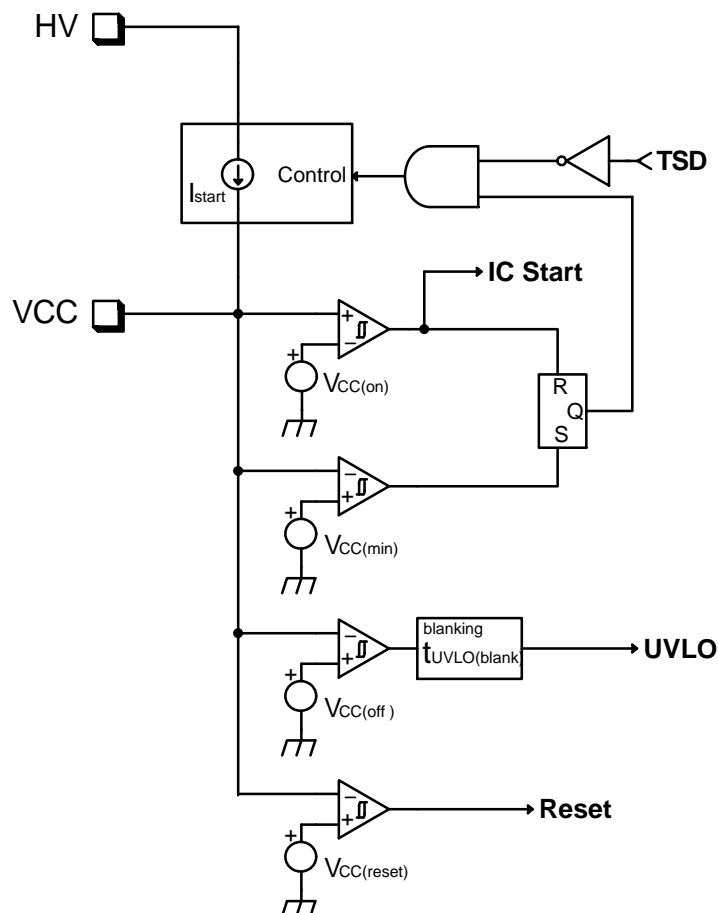 HV
TSD
Control
Istart
IC Start
VCC
+
−
+
VCC(on)
R
Q
S
−
+
+
VCC(min)
blanking
tUVLO(blank)
UVLO
−
+
+
VCC(off )
Reset
−
+
+
VCC(reset)